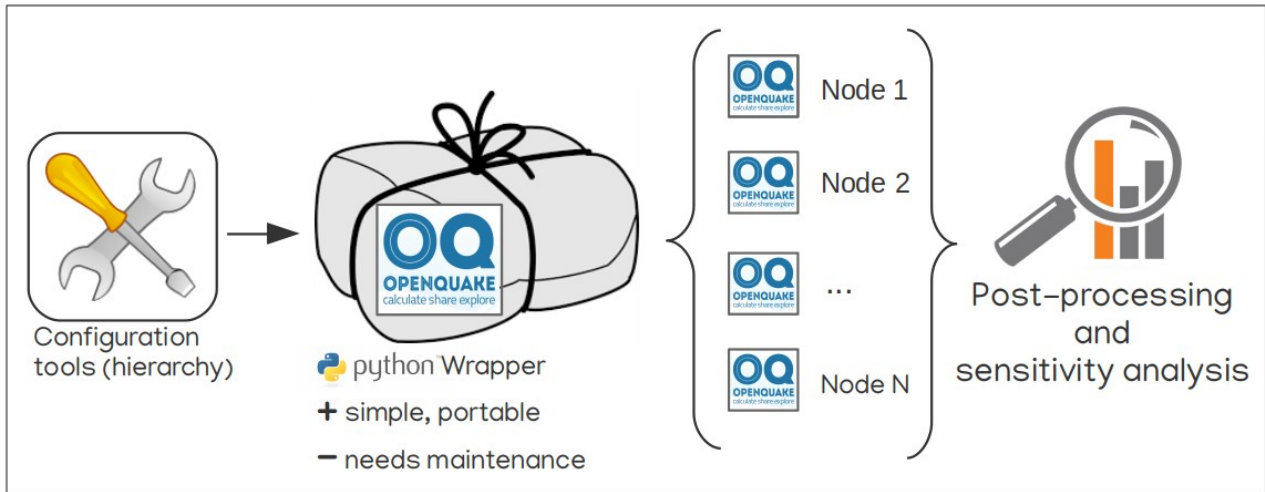 Configuration
tools (hierarchy)
OQ
OPENQUAKE
calculate share explore
python Wrapper
+ simple, portable
− needs maintenance
OQ
OPENQUAKE
calculate share explore
Node 1
OQ
OPENQUAKE
calculate share explore
Node 2
OQ
OPENQUAKE
calculate share explore
...
OQ
OPENQUAKE
calculate share explore
Node N
Post-processing
and
sensitivity analysis